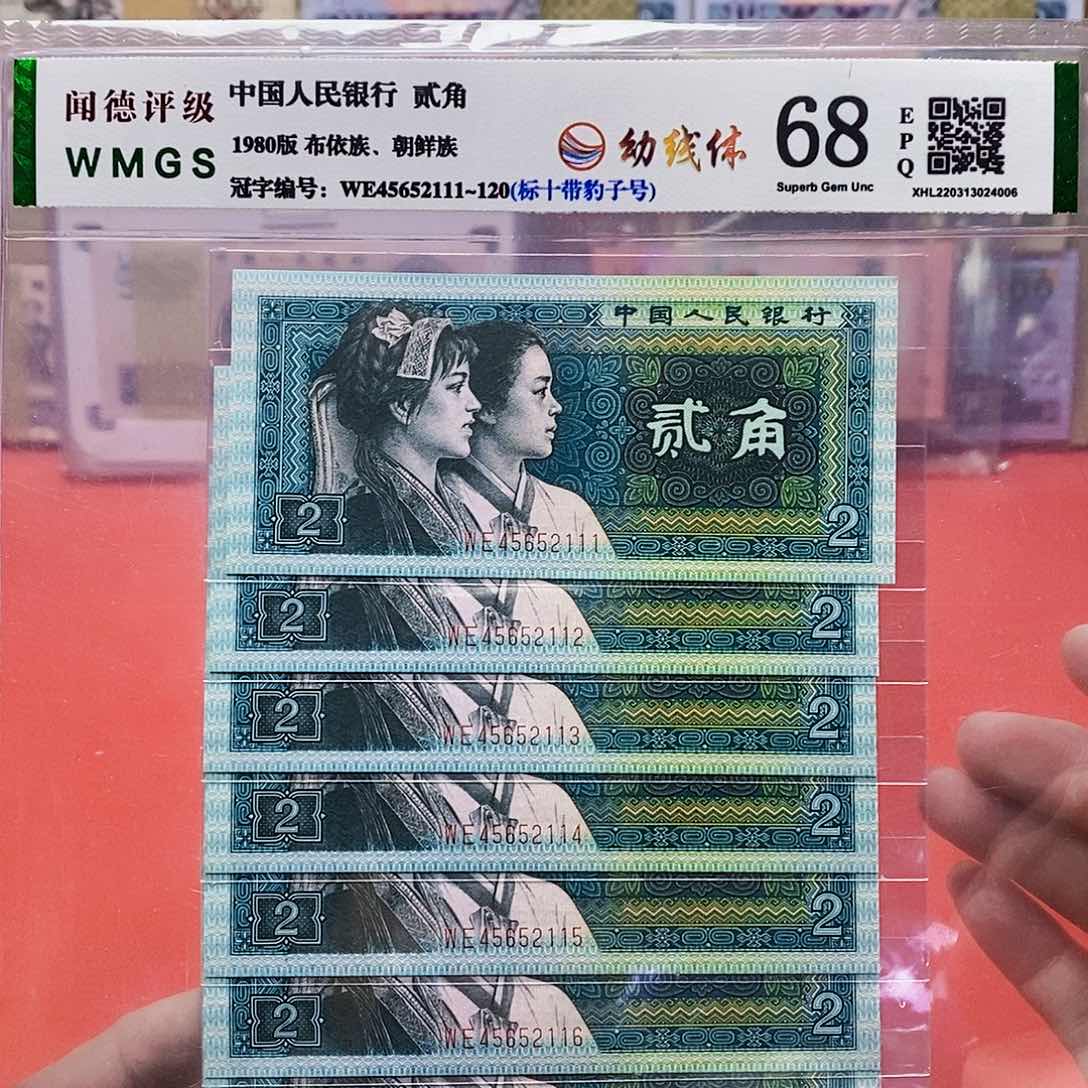 闻德评级
WMGS
中国人民银行 贰角
1980版 布依族、朝鲜族
冠字编号：WE45652111~120(标十带豹子号)
幼线体
68
EPQ
Superb Gem Unc
XHL220313024006
中国人民银行
贰角
2
2
WE45652111
2
WE45652112
2
2
WE45652113
2
2
WE45652114
2
2
WE45652115
2
2
WE45652116
2